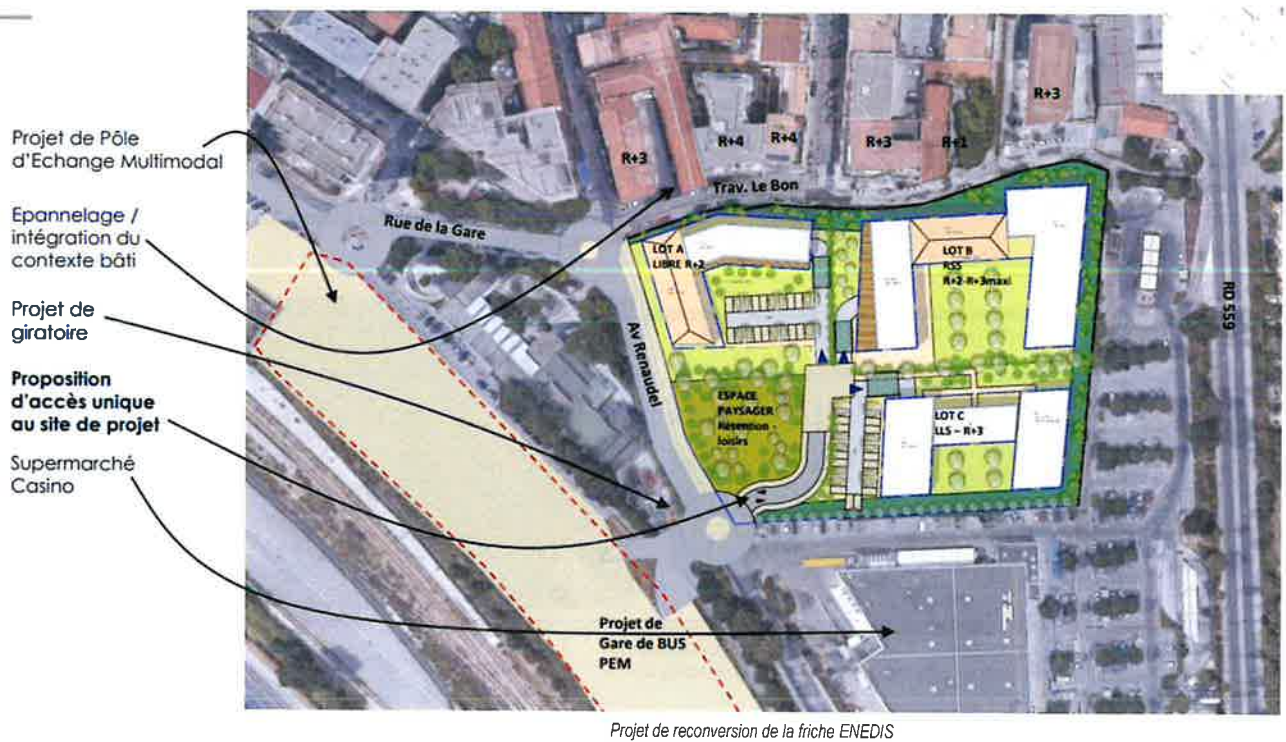 Projet de Pôle
d'Echange Multimodal
Epannelage /
intégration du
contexte bâti
Projet de
giratoire
Proposition
d'accès unique
au site de projet
Supermarché
Casino
R+3
R+3
R+4
R+4
R+3
R+1
Trav. Le Bon
Rue de la Gare
LOT A
LIBRE R+2
LOT B
RSS
R+2-R+3maxi
RD 559
Av Renaudel
ESPACE
PAYSAGER
Rétention -
loisirs
LOT C
LLS – R+3
Projet de
Gare de BUS
PEM
Projet de reconversion de la friche ENEDIS